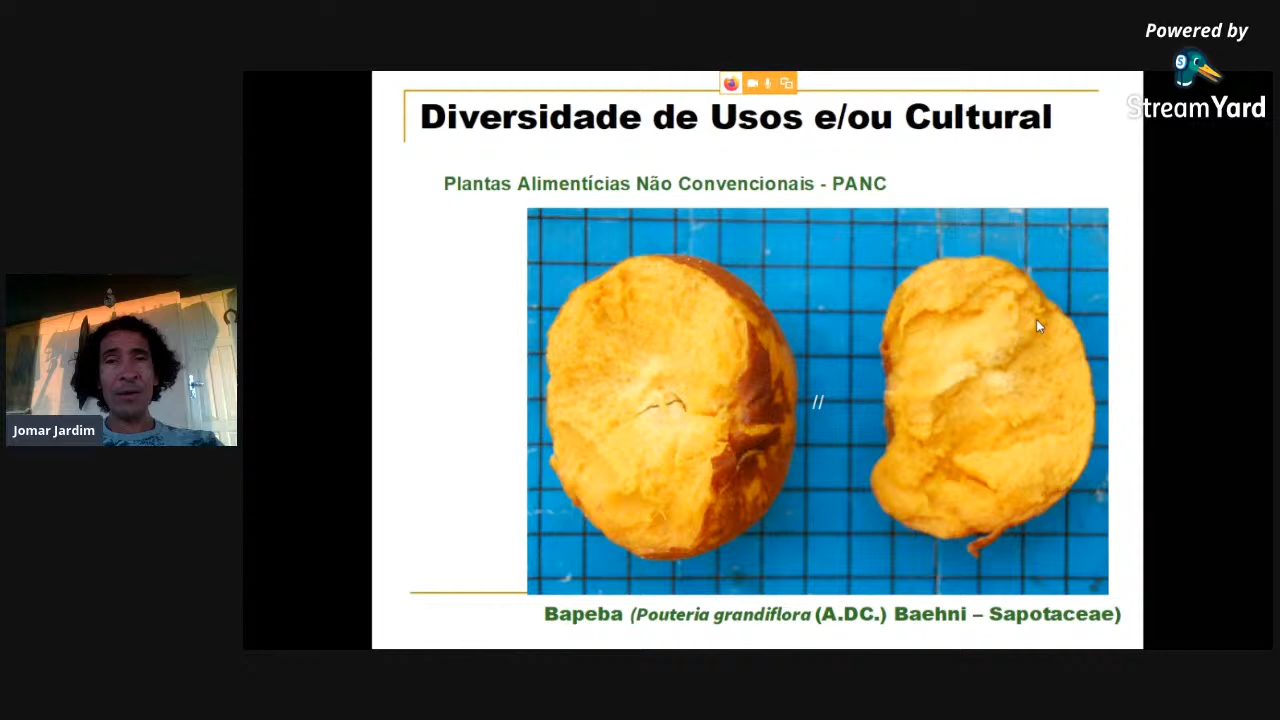 Powered by
StreamYard
Diversidade de Usos e/ou Cultural
Plantas Alimentícias Não Convencionais - PANC
Jomar Jardim
Bapeba (Pouteria grandiflora (A.DC.) Baehni – Sapotaceae)